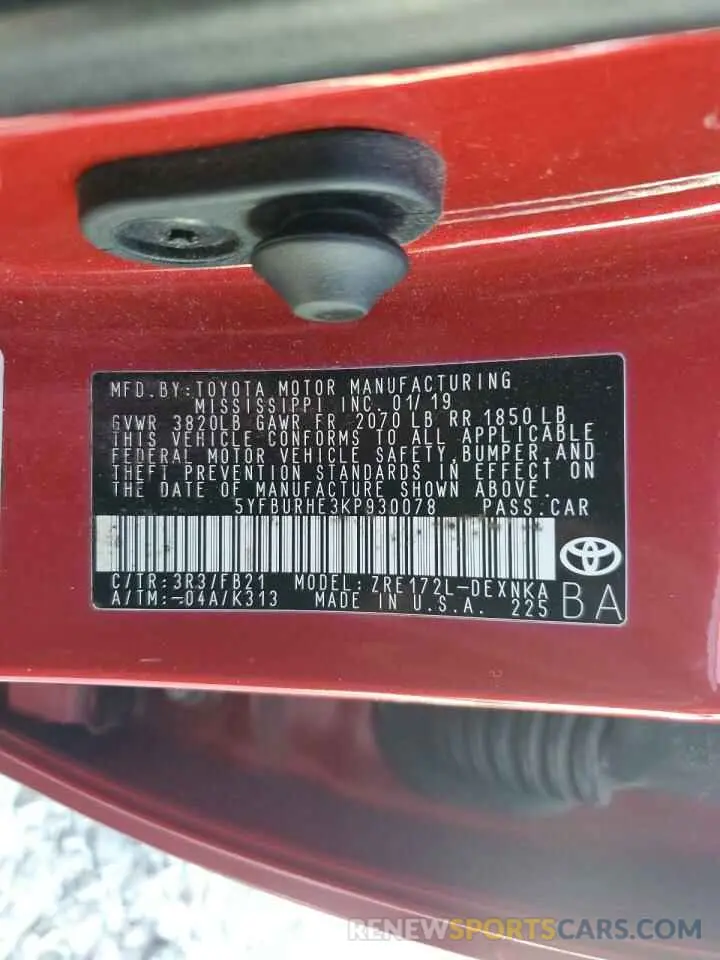 MFD. BY: TOYOTA MOTOR MANUFACTURING
MISSISSIPPI INC. 01/19
GVWR 3820LB GAWR FR 2070 LB RR 1850 LB
THIS VEHICLE CONFORMS TO ALL APPLICABLE
FEDERAL MOTOR VEHICLE SAFETY, BUMPER, AND
THEFT PREVENTION STANDARDS IN EFFECT ON
THE DATE OF MANUFACTURE SHOWN ABOVE.
5YFBURHE3KP930078 PASS. CAR
C/TR: 3R3/FB21 MODEL: ZRE172L-DEXNKA
A/TM: -04A/K313 MADE IN U.S.A. 225 BA
RENEWSPORTSCARS.COM